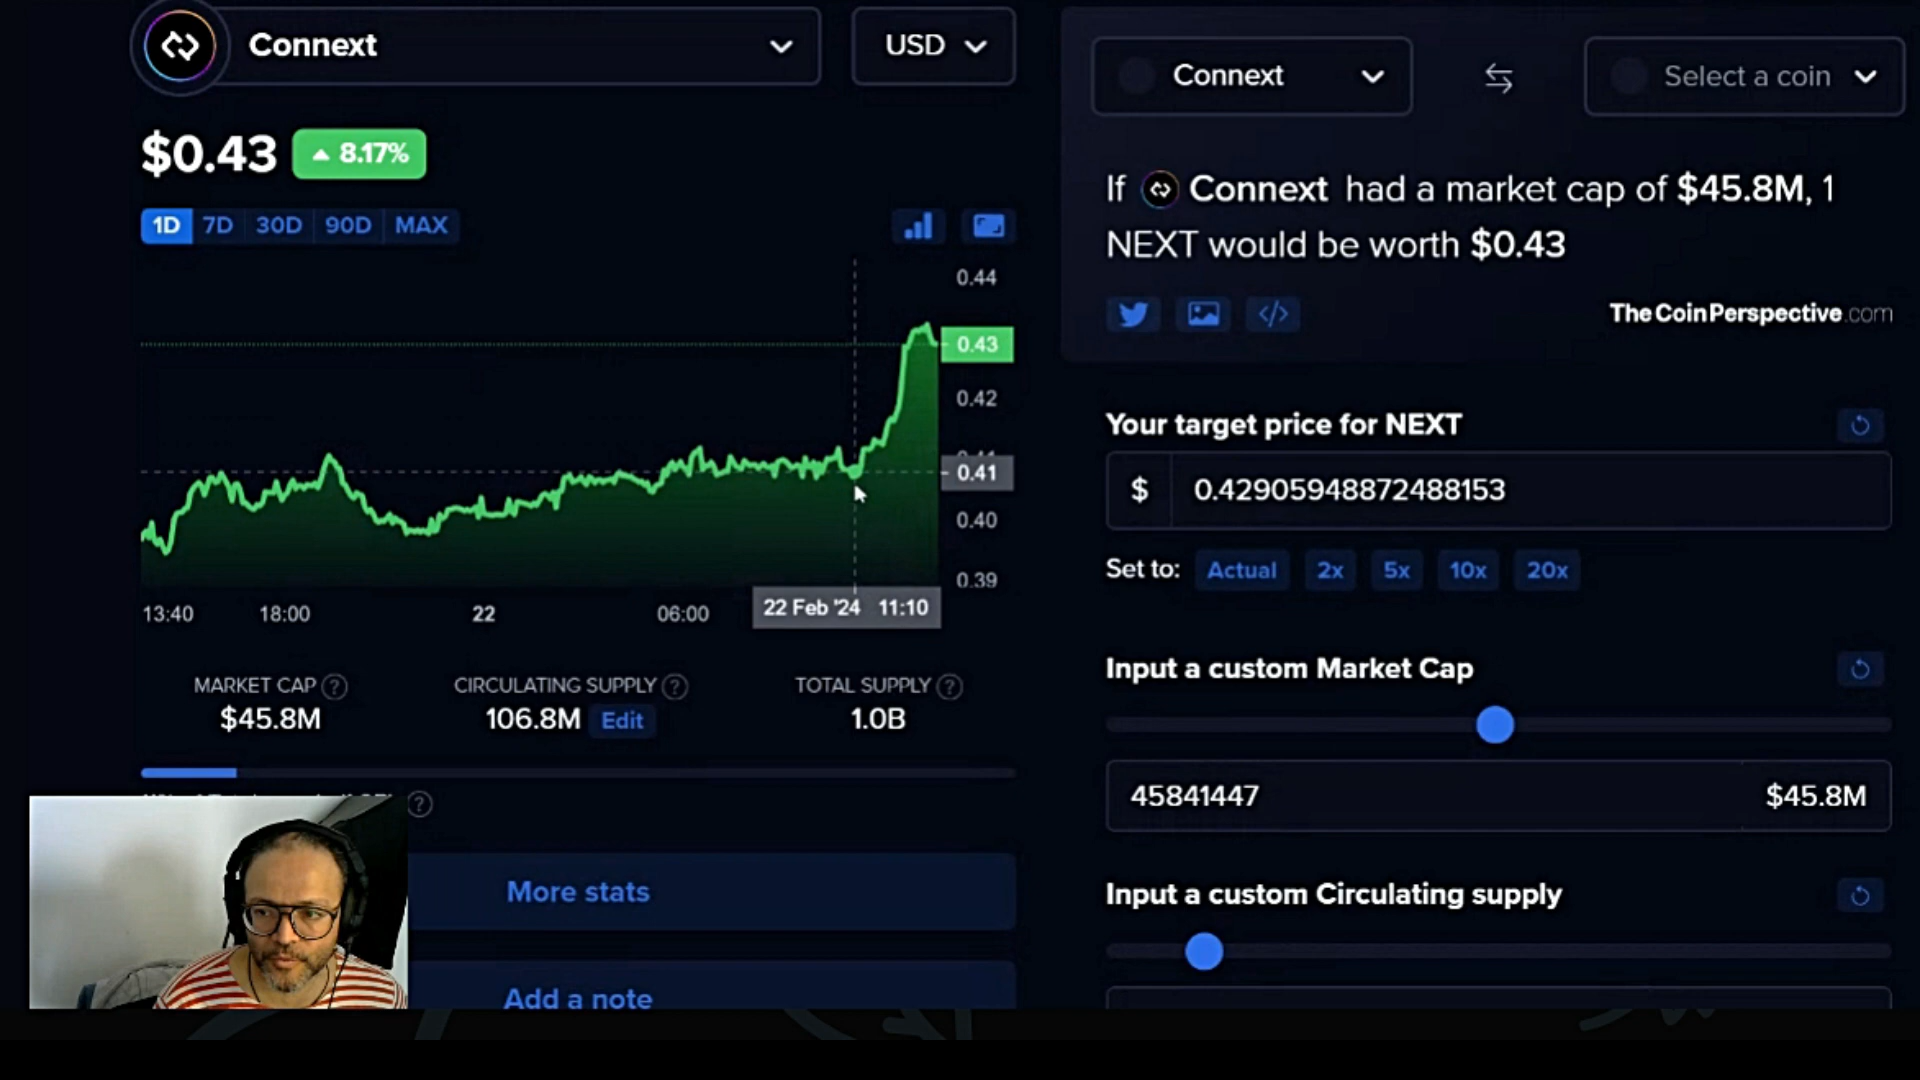 Connext
USD
$0.43
8.17%
1D 7D 30D 90D MAX
0.44
0.43
0.42
0.41
0.40
0.39
13:40 18:00 22 06:00 22 Feb '24 11:10
MARKET CAP ?
$45.8M
CIRCULATING SUPPLY ?
106.8M Edit
TOTAL SUPPLY ?
1.0B
?
More stats
Add a note
Connext
Select a coin
If Connext had a market cap of $45.8M, 1
NEXT would be worth $0.43
</>
TheCoinPerspective.com
Your target price for NEXT
$ 0.42905948872488153
Set to: Actual 2x 5x 10x 20x
Input a custom Market Cap
45841447 $45.8M
Input a custom Circulating supply